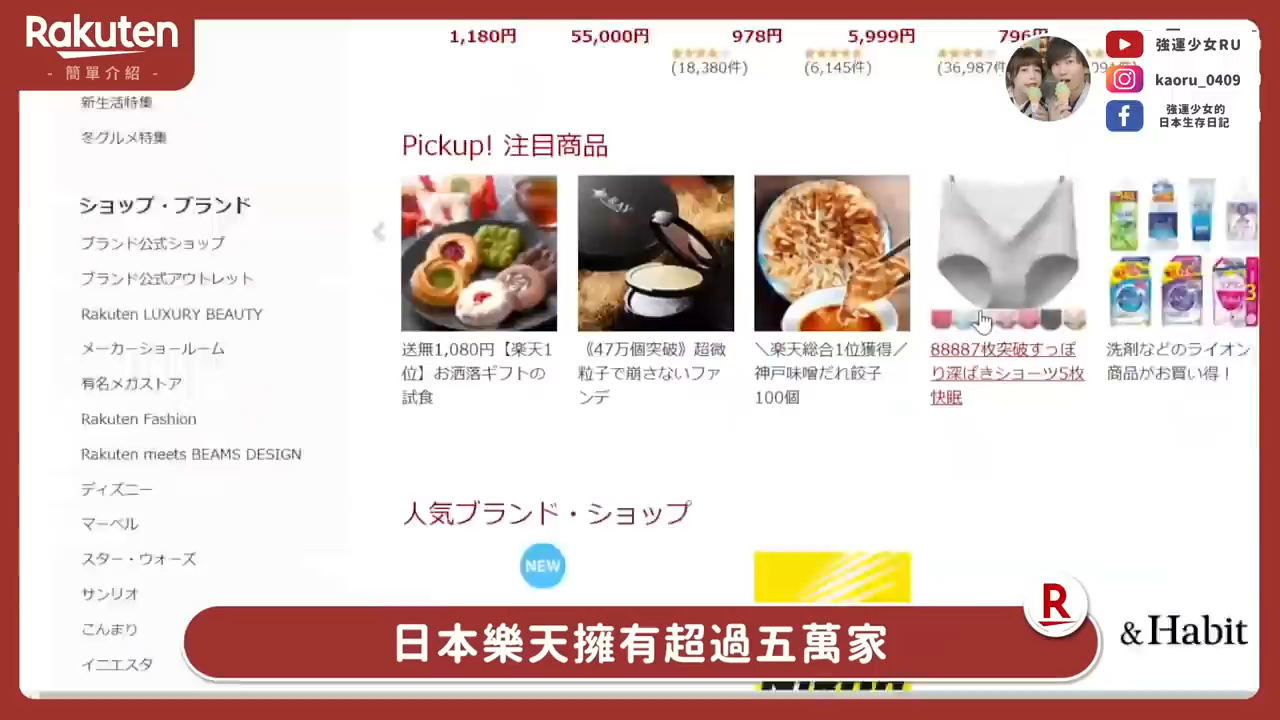 Rakuten
- 簡單介紹 -
1,180円
55,000円
978円
5,999円
796円
(18,380件)
(6,145件)
(36,987件
強運少女RU
kaoru_0409
強運少女的
日本生存日記
新生活特集
冬グルメ特集
ショップ・ブランド
ブランド公式ショップ
ブランド公式アウトレット
Rakuten LUXURY BEAUTY
メーカーショールーム
有名メガストア
Rakuten Fashion
Rakuten meets BEAMS DESIGN
ディズニー
マーベル
スター・ウォーズ
サンリオ
こんまり
イニエスタ
Pickup! 注目商品
送無1,080円【楽天1
位】お洒落ギフトの
試食
《47万個突破》超微
粒子で崩さないファ
ンデ
＼楽天総合1位獲得／
神戸味噌だれ餃子
100個
88887枚突破すっぽ
り深ばきショーツ5枚
快眠
洗剤などのライオン
商品がお買い得！
人気ブランド・ショップ
NEW
R
日本樂天擁有超過五萬家
&Habit